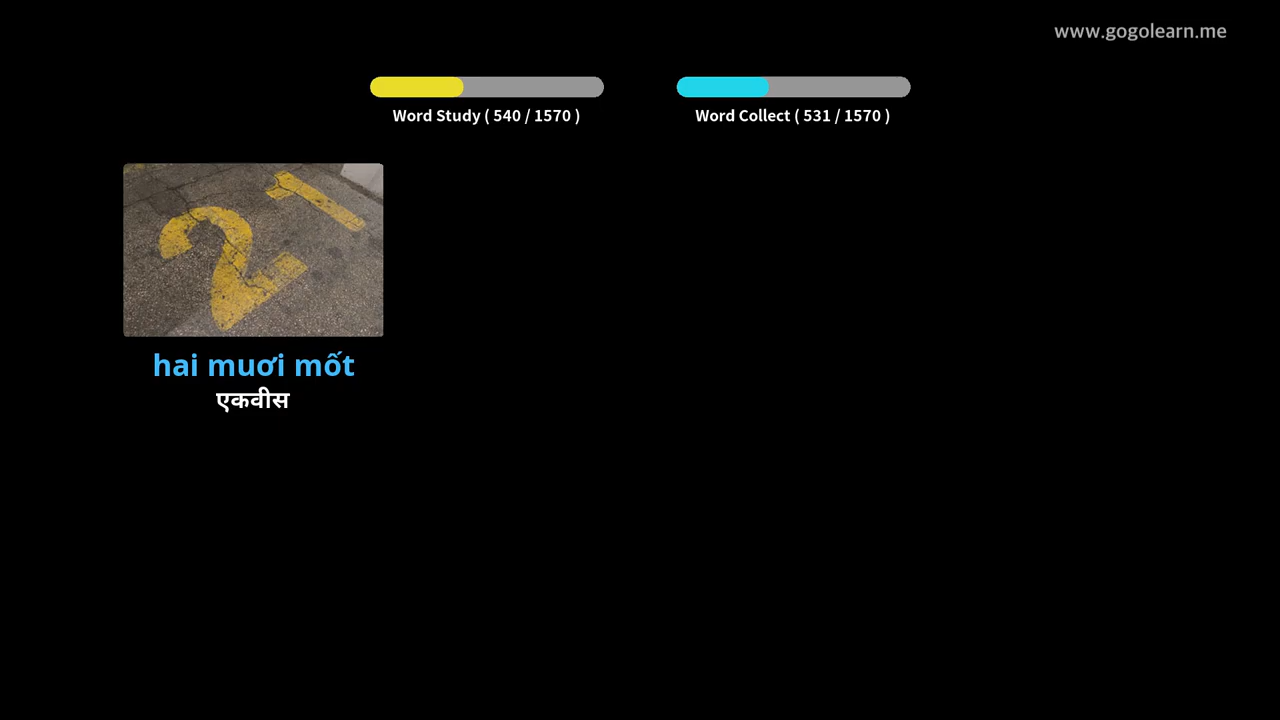 www.gogolearn.me
Word Study ( 540 / 1570 )
Word Collect ( 531 / 1570 )
21
hai mươi mốt
एकवीस